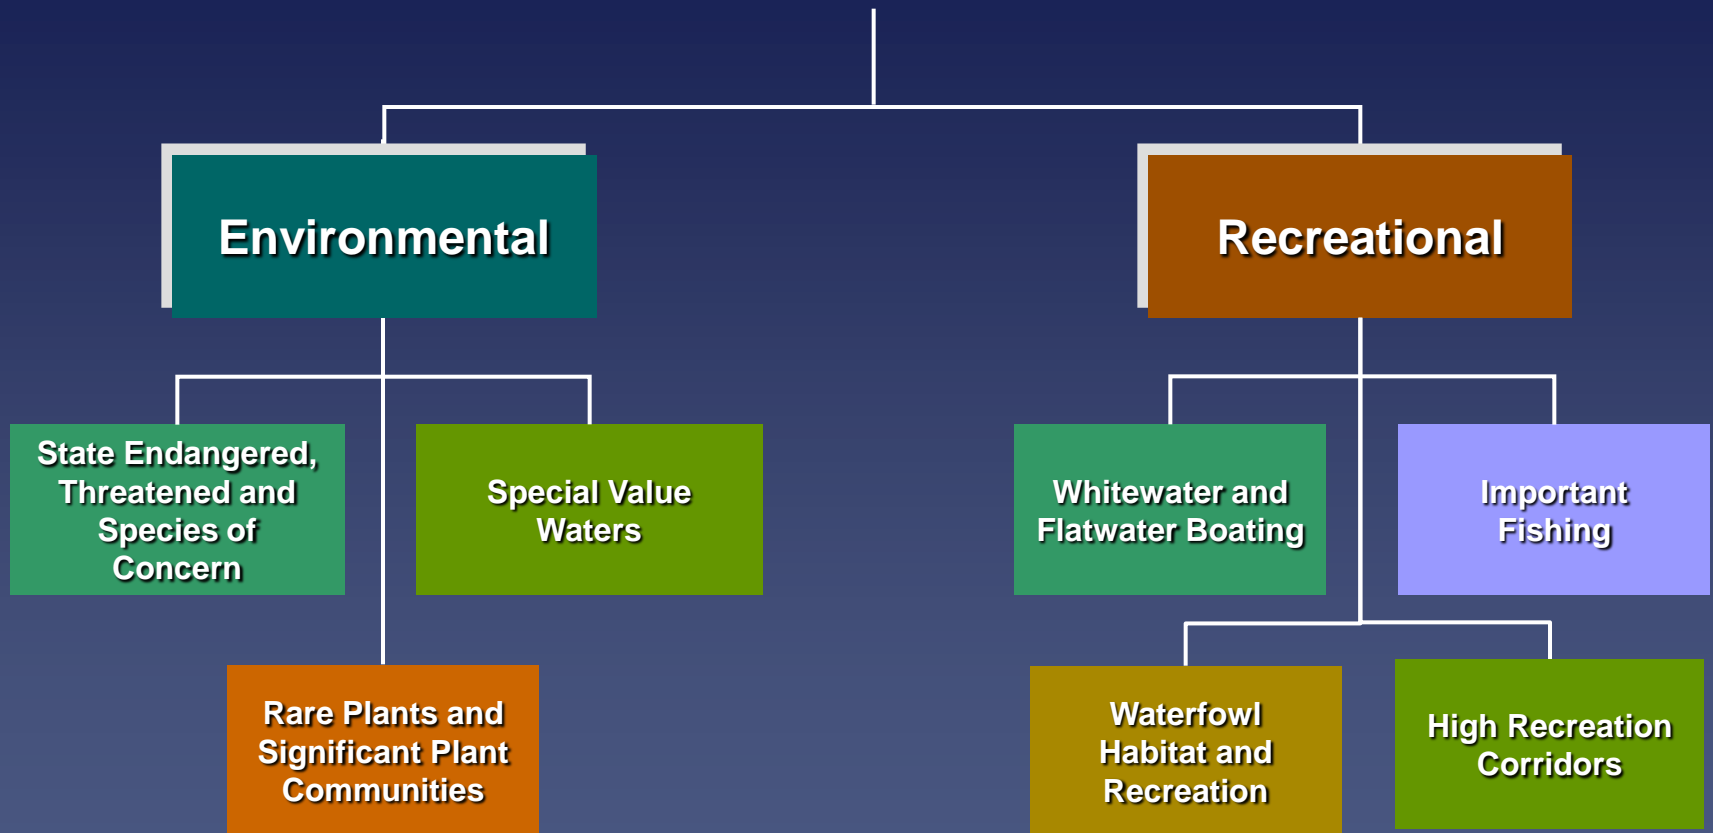 Environmental
Recreational
State Endangered,
Threatened and
Species of
Concern
Special Value
Waters
Whitewater and
Flatwater Boating
Important
Fishing
Rare Plants and
Significant Plant
Communities
Waterfowl
Habitat and
Recreation
High Recreation
Corridors